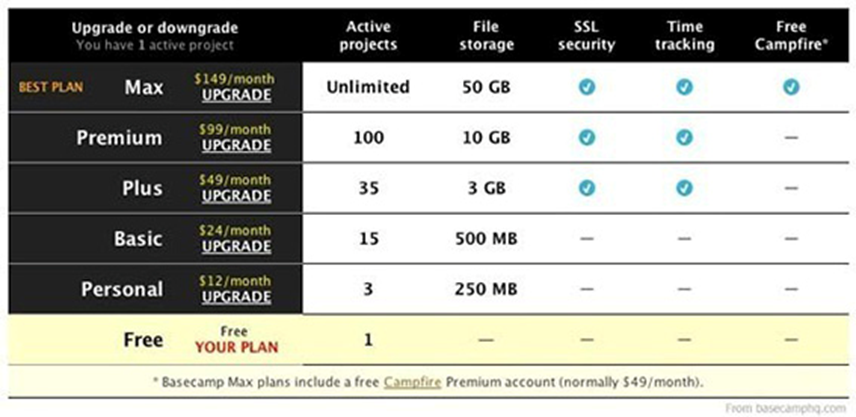 Upgrade or downgrade
You have 1 active project
Active projects
File storage
SSL security
Time tracking
Free Campfire*
BEST PLAN Max $149/month UPGRADE Unlimited 50 GB
Premium $99/month UPGRADE 100 10 GB —
Plus $49/month UPGRADE 35 3 GB —
Basic $24/month UPGRADE 15 500 MB — — —
Personal $12/month UPGRADE 3 250 MB — — —
Free Free YOUR PLAN 1 — — — —
* Basecamp Max plans include a free Campfire Premium account (normally $49/month).
From basecamphq.com